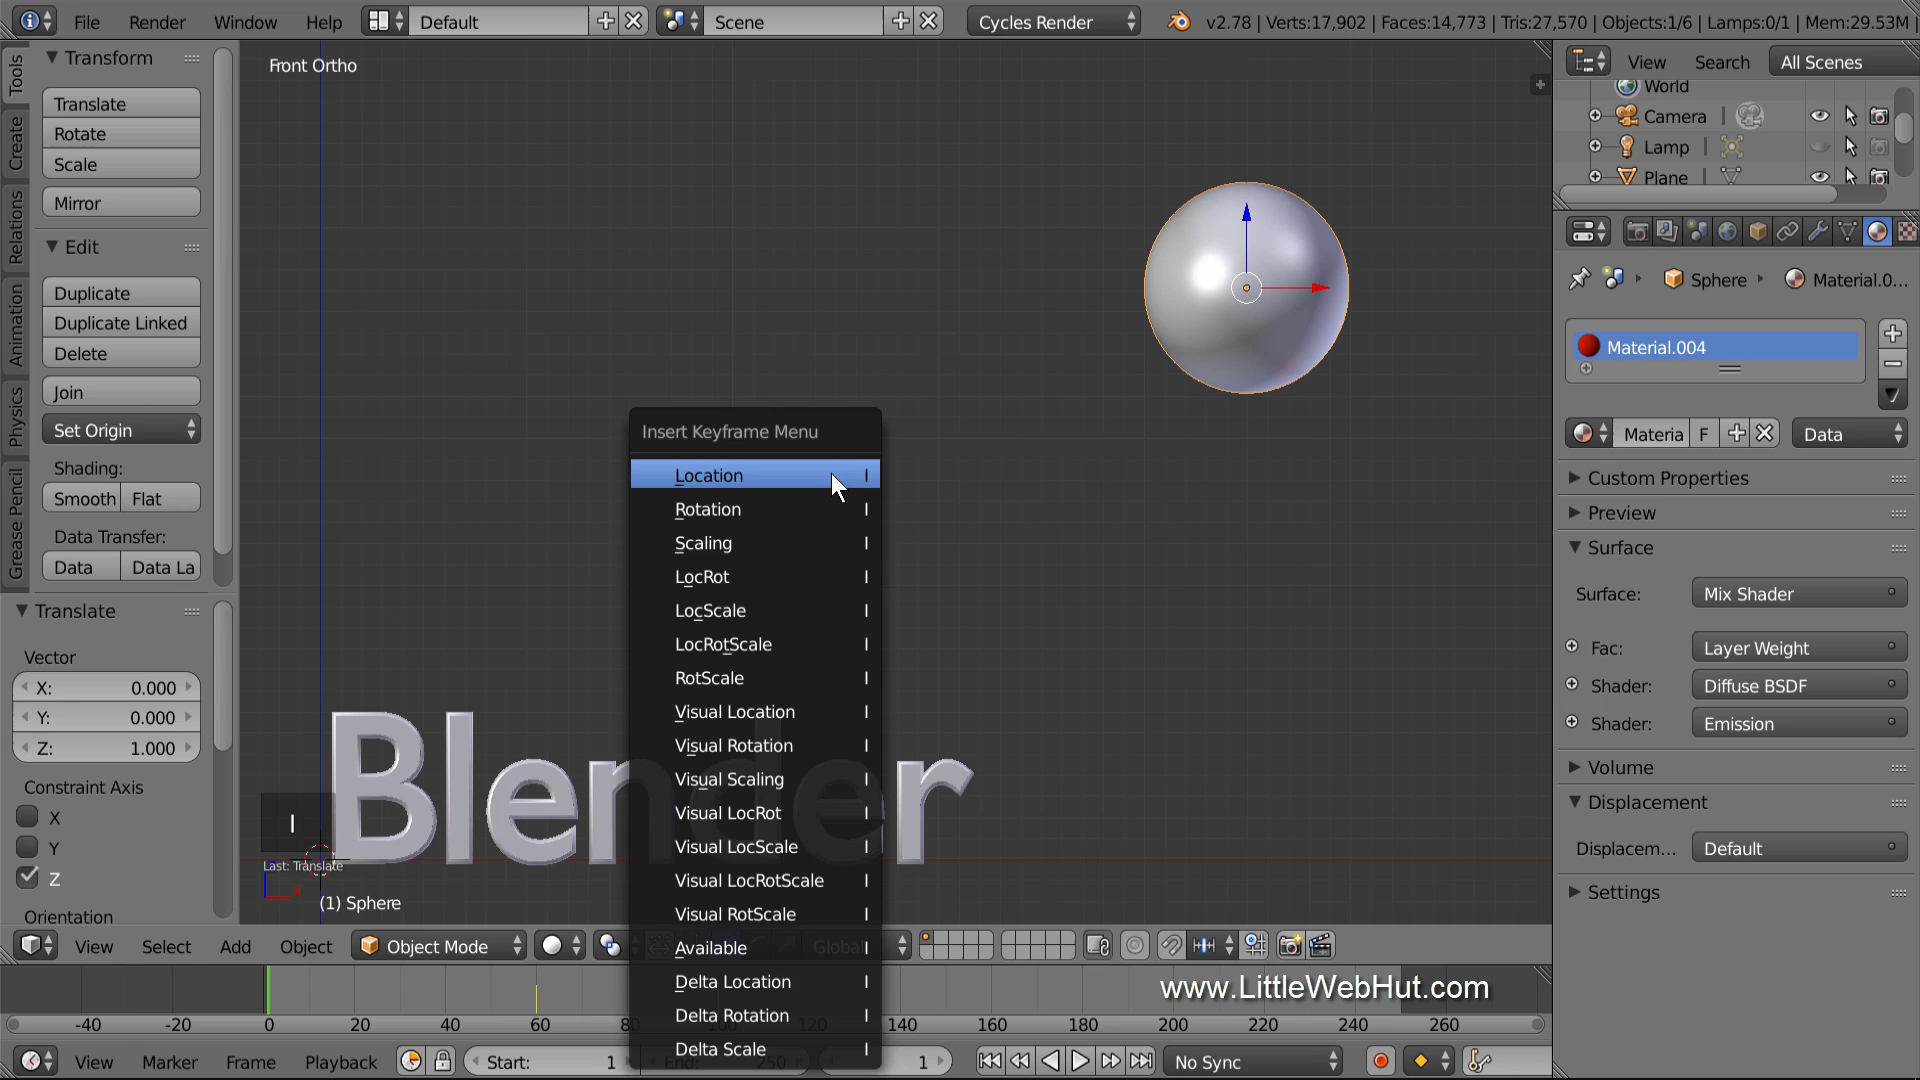 File Render Window Help Default Scene Cycles Render v2.78 | Verts:17,902 | Faces:14,773 | Tris:27,570 | Objects:1/6 | Lamps:0/1 | Mem:29.53M
Tools
Create
Relations
Animation
Physics
Grease Pencil
Transform
Translate
Rotate
Scale
Mirror
Edit
Duplicate
Duplicate Linked
Delete
Join
Set Origin
Shading:
Smooth Flat
Data Transfer:
Data Data La
Translate
Vector
X: 0.000
Y: 0.000
Z: 1.000
Constraint Axis
X
Y
Z
Orientation
Front Ortho
Insert Keyframe Menu
Location I
Rotation I
Scaling I
LocRot I
LocScale I
LocRotScale I
RotScale I
Visual Location I
Visual Rotation I
Visual Scaling I
Visual LocRot I
Visual LocScale I
Visual LocRotScale I
Visual RotScale I
Available I
Delta Location I
Delta Rotation I
Delta Scale I
Blender
I
Last: Translate
x
(1) Sphere
View Select Add Object Object Mode Global
www.LittleWebHut.com
-40 -20 0 20 40 60 80 100 120 140 160 180 200 220 240 260
View Marker Frame Playback Start: 1 End: 250 1 No Sync
View Search All Scenes
World
Camera
Lamp
Plane
Sphere Material.0...
Material.004
Materia F Data
Custom Properties
Preview
Surface
Surface: Mix Shader
Fac: Layer Weight
Shader: Diffuse BSDF
Shader: Emission
Volume
Displacement
Displacem... Default
Settings